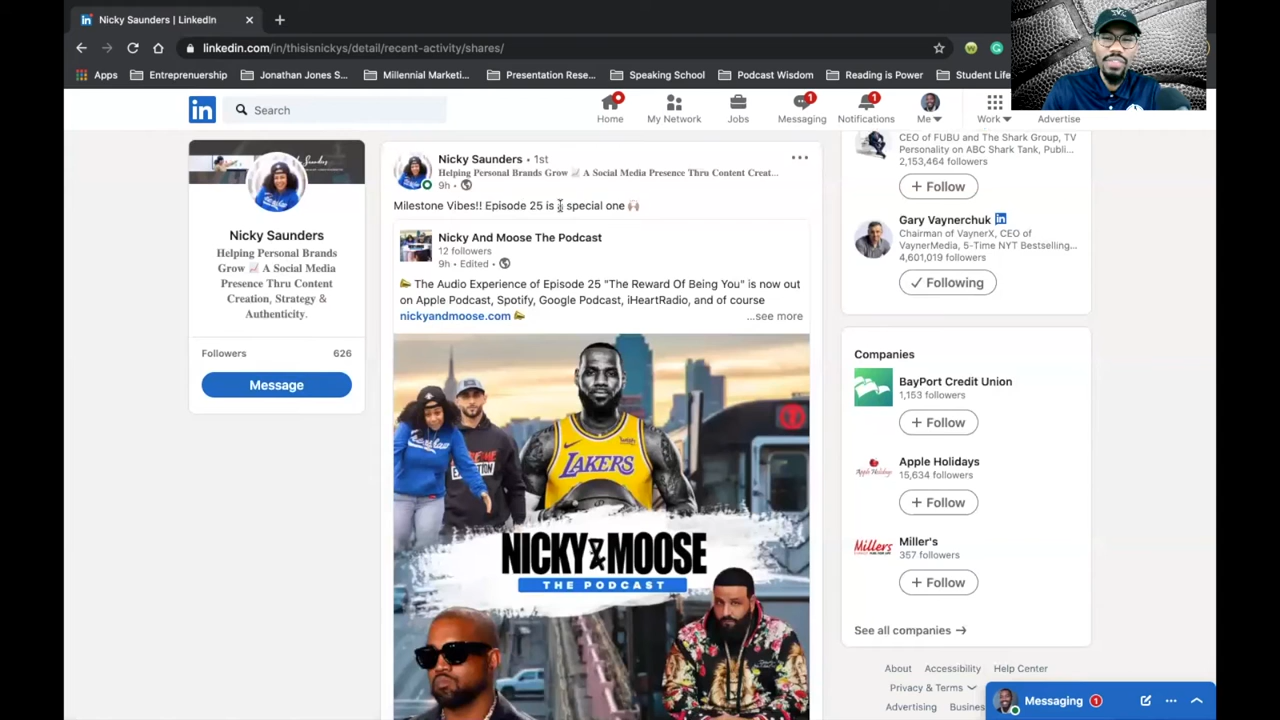 Nicky Saunders | LinkedIn
linkedin.com/in/thisisnickys/detail/recent-activity/shares/
Apps
Entreprenuership
Jonathan Jones S...
Millennial Marketi...
Presentation Rese...
Speaking School
Podcast Wisdom
Reading is Power
Student Life
Search
Home
My Network
Jobs
1
Messaging
1
Notifications
Me
Work
Advertise
Nicky Saunders
Helping Personal Brands
Grow 📈 A Social Media
Presence Thru Content
Creation, Strategy &
Authenticity.
Followers 626
Message
Nicky Saunders • 1st
Helping Personal Brands Grow 📈 A Social Media Presence Thru Content Creat...
9h •
Milestone Vibes!! Episode 25 is a special one 🙌🏽
Nicky And Moose The Podcast
12 followers
9h • Edited •
📣 The Audio Experience of Episode 25 "The Reward Of Being You" is now out
on Apple Podcast, Spotify, Google Podcast, iHeartRadio, and of course
nickyandmoose.com 📣 ...see more
LAKERS
NICKY & MOOSE
THE PODCAST
CEO of FUBU and The Shark Group, TV
Personality on ABC Shark Tank, Publi...
2,153,464 followers
+ Follow
Gary Vaynerchuk in
Chairman of VaynerX, CEO of
VaynerMedia, 5-Time NYT Bestselling...
4,601,019 followers
✓ Following
Companies
BayPort Credit Union
1,153 followers
+ Follow
Apple Holidays
15,634 followers
+ Follow
Millers
Miller's
357 followers
+ Follow
See all companies →
About Accessibility Help Center
Privacy & Terms
Advertising Busines
Messaging 1